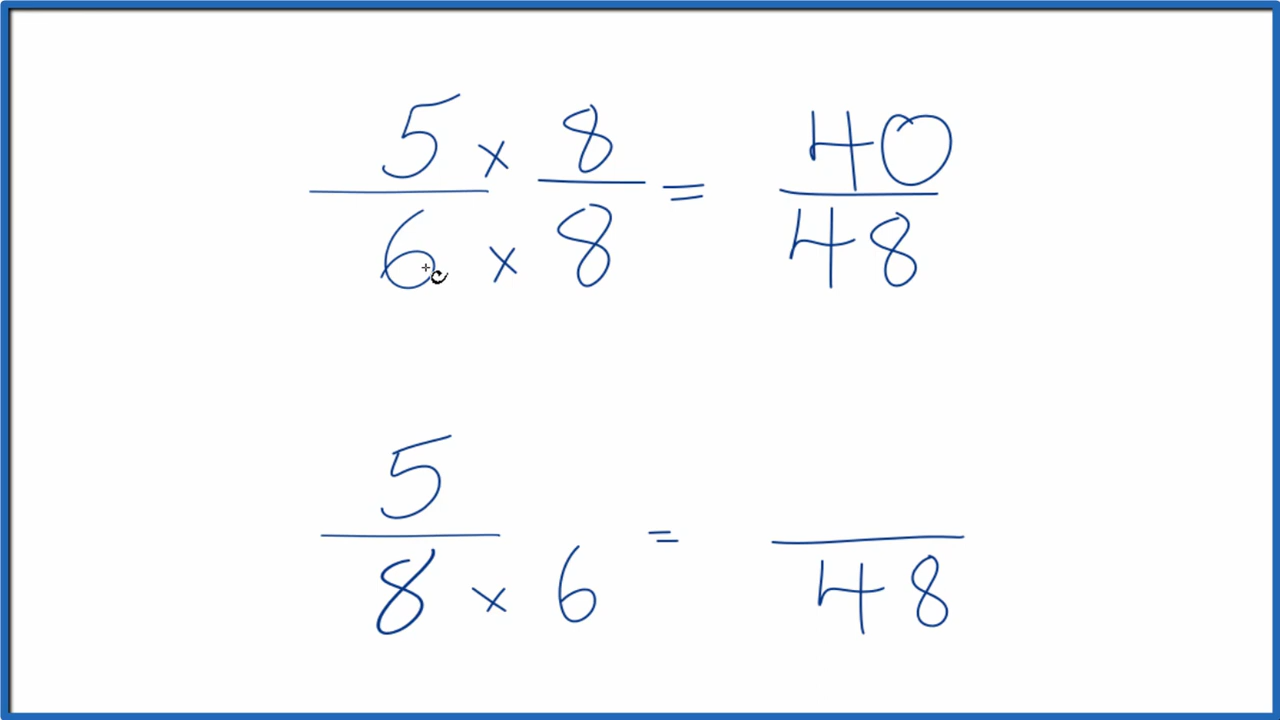 5 × 8 = 40
6 × 8 48
5
8 × 6 = 48